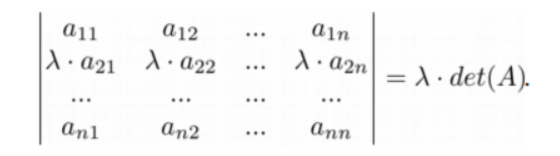 a11 a12 ... a1n
λ · a21 λ · a22 ... λ · a2n
... ... ... ...
an1 an2 ... ann
= λ · det(A).